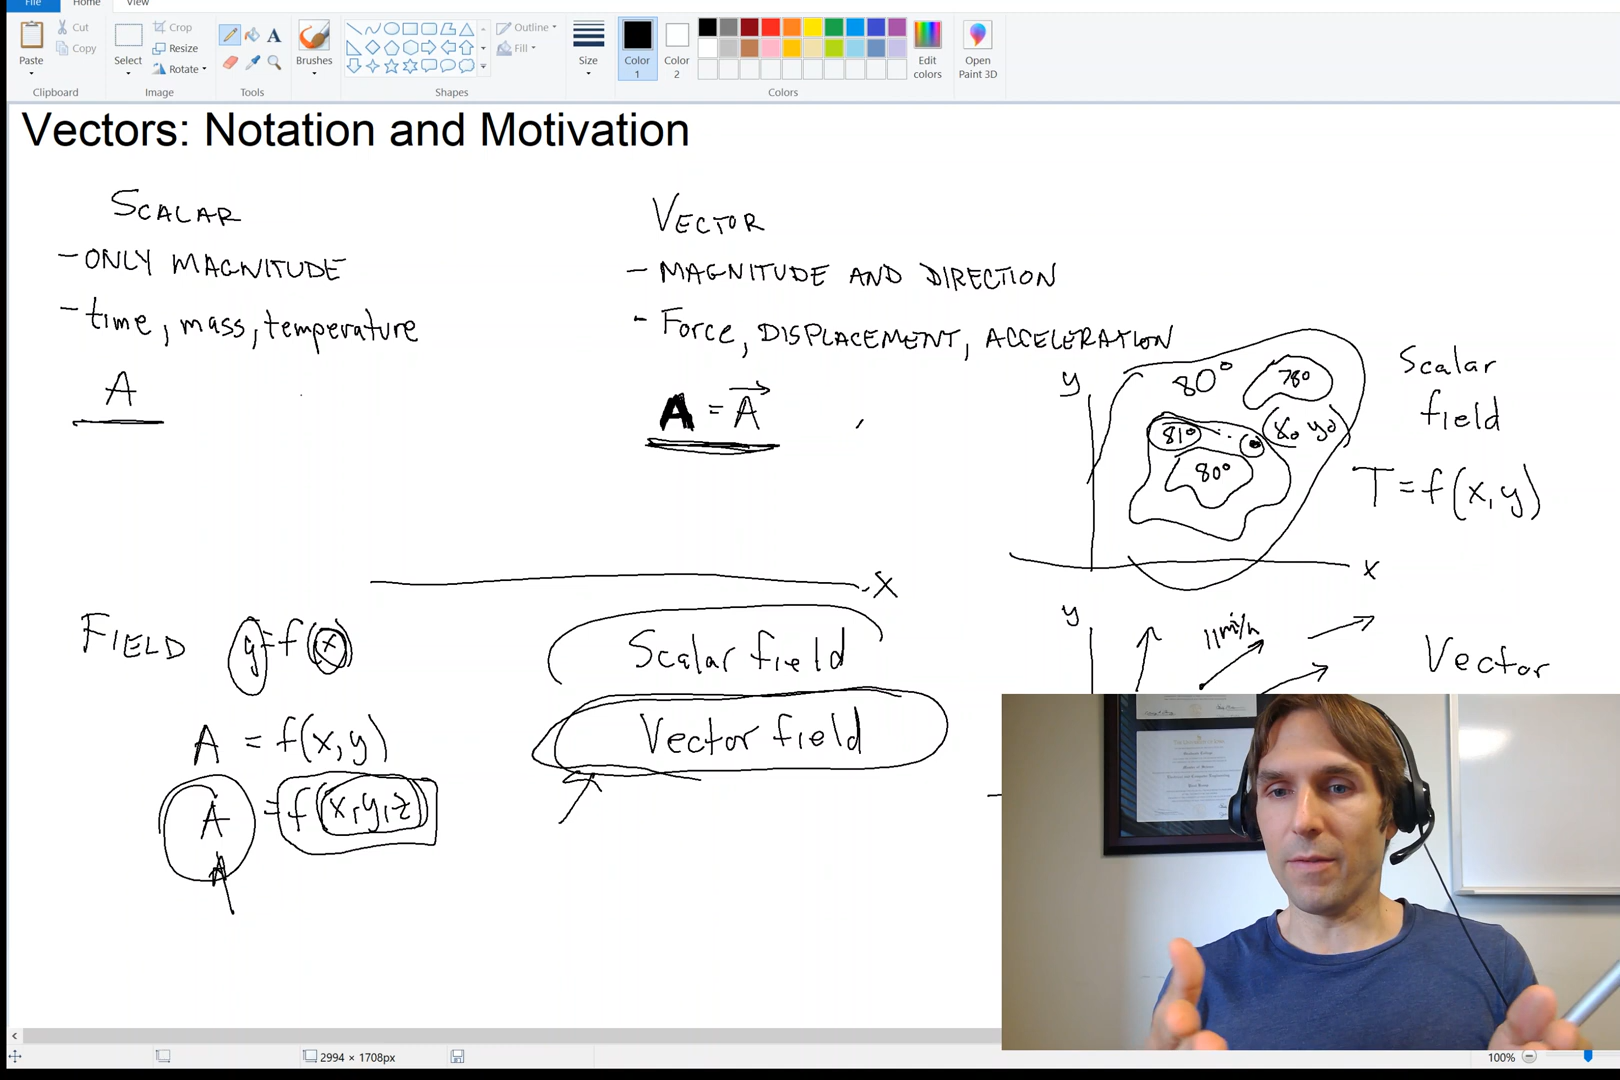 File Home View
Paste
Cut
Copy
Clipboard
Select
Crop
Resize
Rotate
Image
Tools
Brushes
Outline
Fill
Shapes
Size
Color 1
Color 2
Edit colors
Open Paint 3D
Colors
Vectors: Notation and Motivation
SCALAR
- ONLY MAGNITUDE
- time, mass, temperature
A
VECTOR
- MAGNITUDE AND DIRECTION
- Force, DISPLACEMENT, ACCELERATION
A = A
y
80°
78°
81°
80°
x
Scalar
field
T = f(x, y)
x
FIELD y = f(x)
A = f(x, y)
A = f(x, y, z)
Scalar field
Vector field
y
11 mi/h
Vector
2994 × 1708px
100%